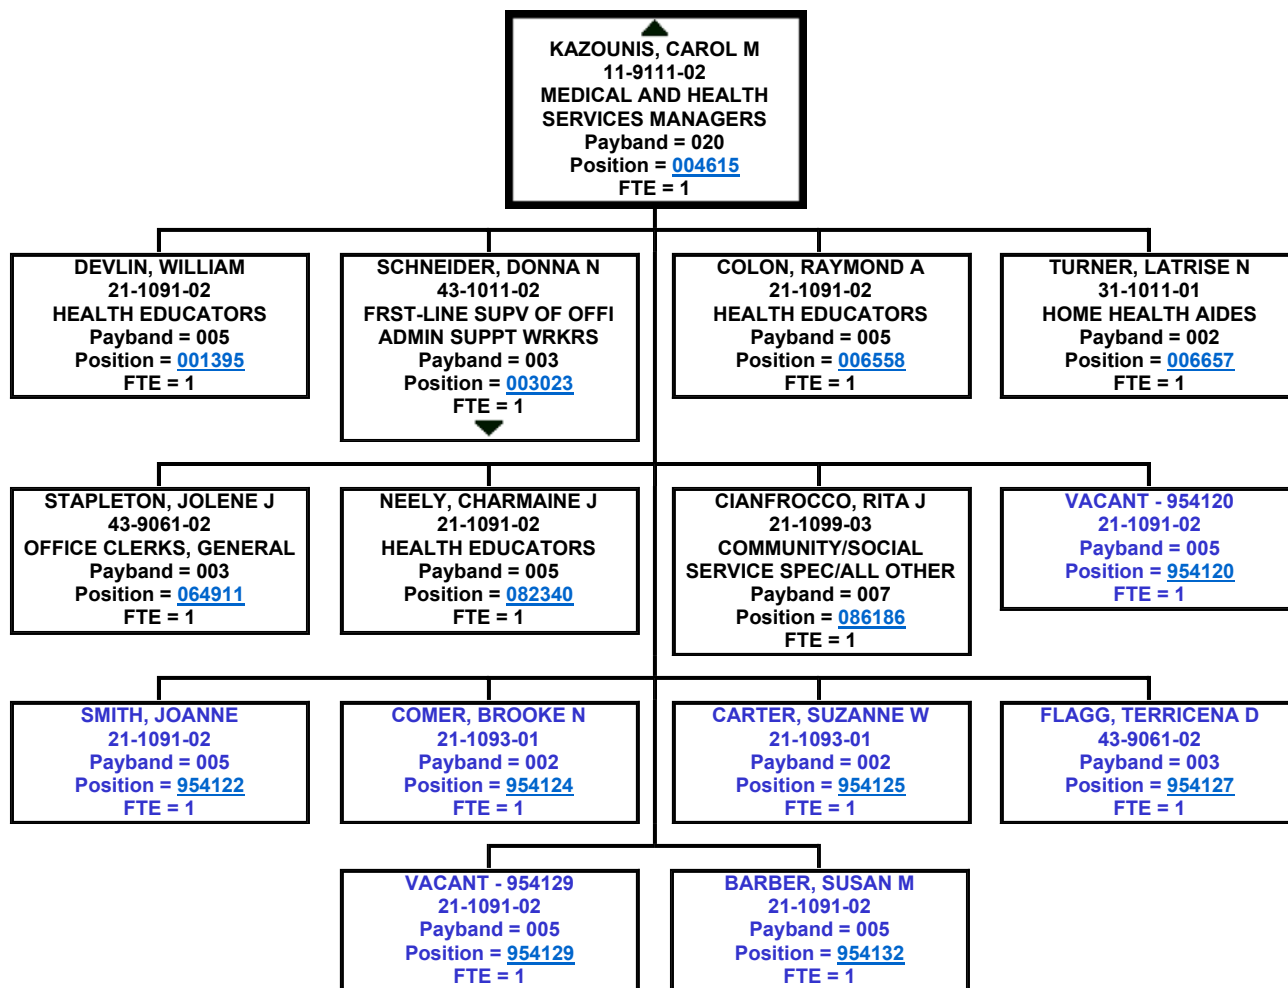 KAZOUNIS, CAROL M
11-9111-02
MEDICAL AND HEALTH
SERVICES MANAGERS
Payband = 020
Position = 004615
FTE = 1
DEVLIN, WILLIAM
21-1091-02
HEALTH EDUCATORS
Payband = 005
Position = 001395
FTE = 1
SCHNEIDER, DONNA N
43-1011-02
FRST-LINE SUPV OF OFFI
ADMIN SUPPT WRKRS
Payband = 003
Position = 003023
FTE = 1
COLON, RAYMOND A
21-1091-02
HEALTH EDUCATORS
Payband = 005
Position = 006558
FTE = 1
TURNER, LATRISE N
31-1011-01
HOME HEALTH AIDES
Payband = 002
Position = 006657
FTE = 1
STAPLETON, JOLENE J
43-9061-02
OFFICE CLERKS, GENERAL
Payband = 003
Position = 064911
FTE = 1
NEELY, CHARMAINE J
21-1091-02
HEALTH EDUCATORS
Payband = 005
Position = 082340
FTE = 1
CIANFROCCO, RITA J
21-1099-03
COMMUNITY/SOCIAL
SERVICE SPEC/ALL OTHER
Payband = 007
Position = 086186
FTE = 1
VACANT - 954120
21-1091-02
Payband = 005
Position = 954120
FTE = 1
SMITH, JOANNE
21-1091-02
Payband = 005
Position = 954122
FTE = 1
COMER, BROOKE N
21-1093-01
Payband = 002
Position = 954124
FTE = 1
CARTER, SUZANNE W
21-1093-01
Payband = 002
Position = 954125
FTE = 1
FLAGG, TERRICENA D
43-9061-02
Payband = 003
Position = 954127
FTE = 1
VACANT - 954129
21-1091-02
Payband = 005
Position = 954129
FTE = 1
BARBER, SUSAN M
21-1091-02
Payband = 005
Position = 954132
FTE = 1